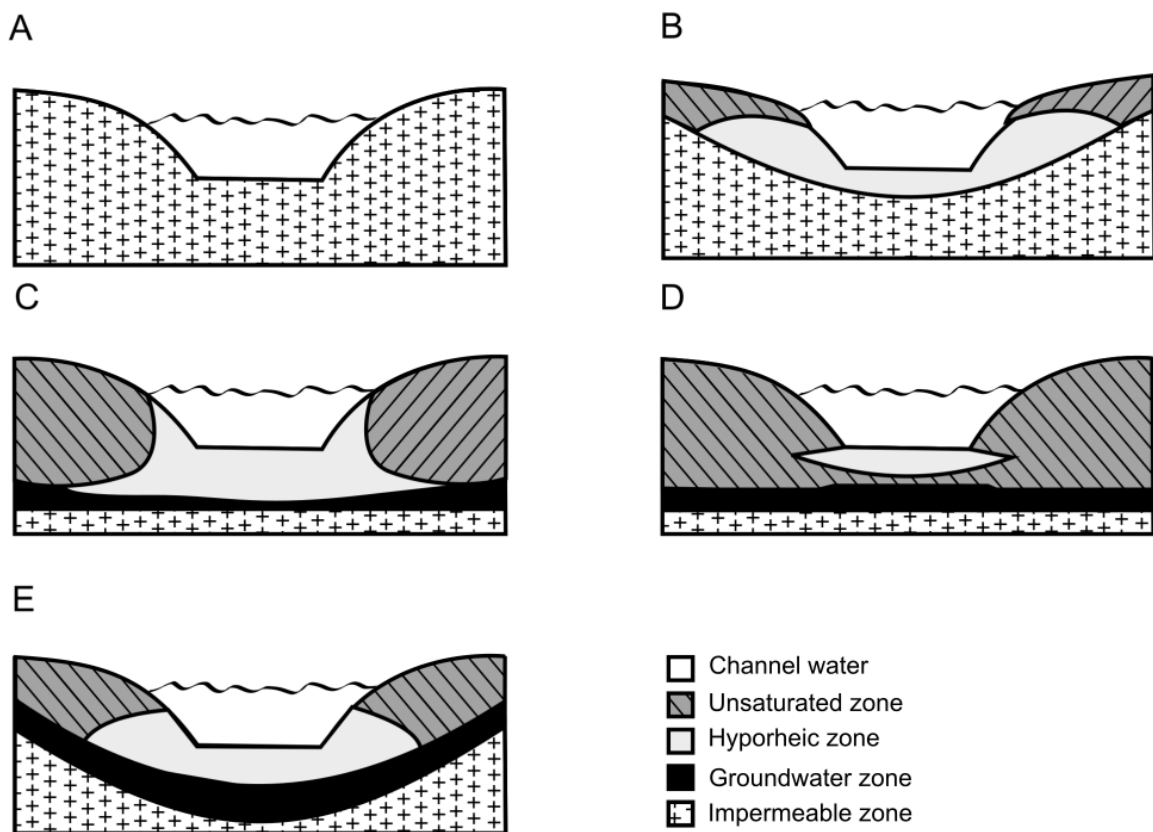 A
B
C
D
E
Channel water
Unsaturated zone
Hyporheic zone
Groundwater zone
Impermeable zone